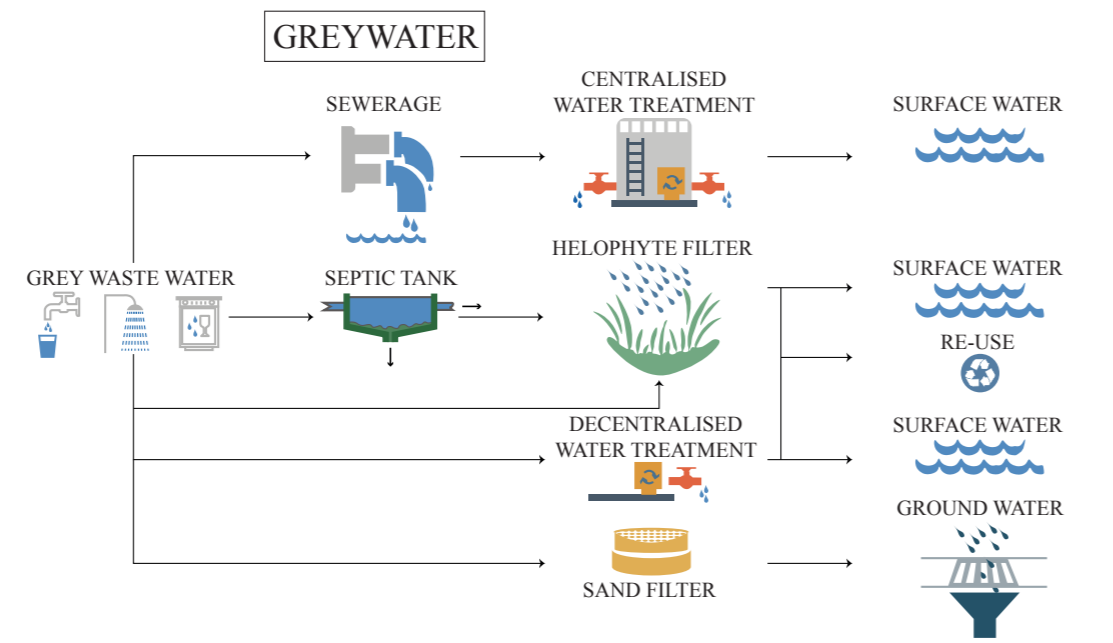 GREYWATER
SEWERAGE
CENTRALISED
WATER TREATMENT
SURFACE WATER
GREY WASTE WATER
SEPTIC TANK
HELOPHYTE FILTER
SURFACE WATER
RE-USE
DECENTRALISED
WATER TREATMENT
SURFACE WATER
GROUND WATER
SAND FILTER